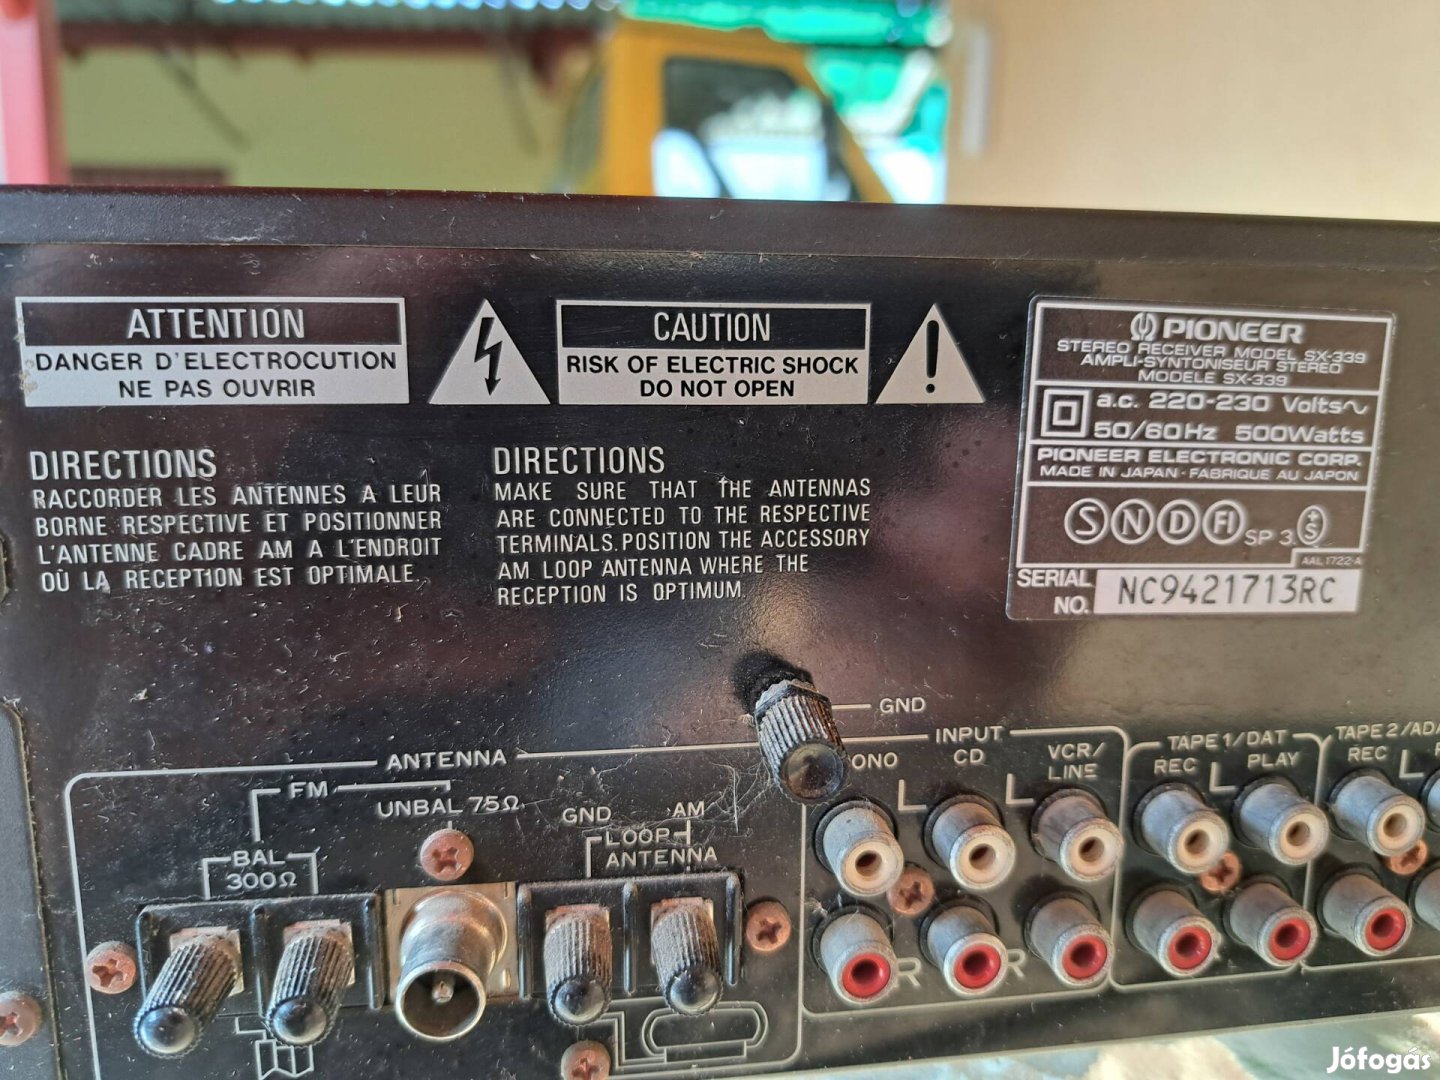 ATTENTION
DANGER D'ELECTROCUTION
NE PAS OUVRIR
CAUTION
RISK OF ELECTRIC SHOCK
DO NOT OPEN
DIRECTIONS
RACCORDER LES ANTENNES A LEUR
BORNE RESPECTIVE ET POSITIONNER
L'ANTENNE CADRE AM A L'ENDROIT
OÙ LA RECEPTION EST OPTIMALE.
DIRECTIONS
MAKE SURE THAT THE ANTENNAS
ARE CONNECTED TO THE RESPECTIVE
TERMINALS. POSITION THE ACCESSORY
AM LOOP ANTENNA WHERE THE
RECEPTION IS OPTIMUM.
PIONEER
STEREO RECEIVER MODEL SX-339
AMPLI-SYNTONISEUR STEREO
MODELE SX-339
a.c. 220-230 Volts~
50/60Hz 500Watts
PIONEER ELECTRONIC CORP.
MADE IN JAPAN · FABRIQUE AU JAPON
S N D FI SP 3. +S
AAL1722-A
SERIAL NO. NC9421713RC
GND
ANTENNA
FM
UNBAL 75Ω
BAL
300Ω
GND AM
LOOP
ANTENNA
INPUT
ONO CD VCR/
LINE
L L
R R
TAPE 1/DAT
REC L PLAY
TAPE 2/AD
REC L
Jófogás